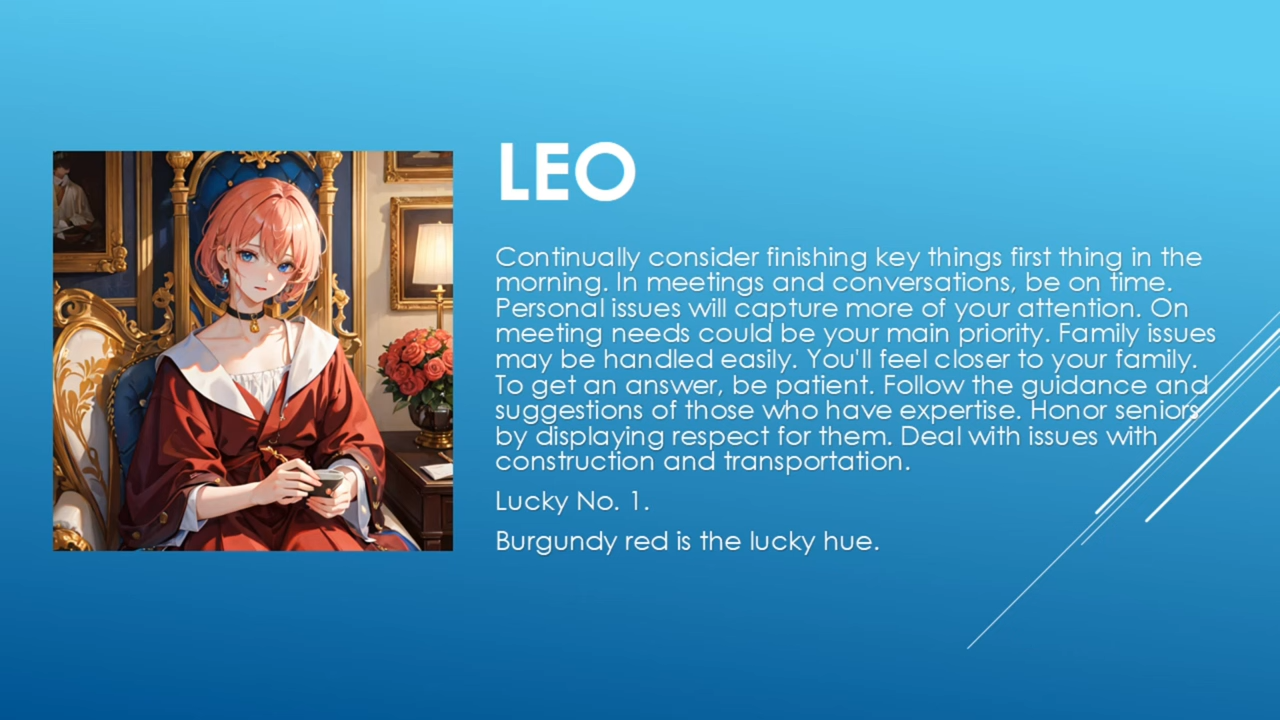 LEO
Continually consider finishing key things first thing in the
morning. In meetings and conversations, be on time.
Personal issues will capture more of your attention. On
meeting needs could be your main priority. Family issues
may be handled easily. You'll feel closer to your family.
To get an answer, be patient. Follow the guidance and
suggestions of those who have expertise. Honor seniors
by displaying respect for them. Deal with issues with
construction and transportation.
Lucky No. 1.
Burgundy red is the lucky hue.